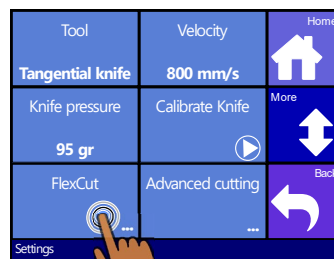 Tool
Velocity
Home
Tangential knife
800 mm/s
Knife pressure
Calibrate Knife
More
95 gr
FlexCut
Advanced cutting
Back
...
...
Settings